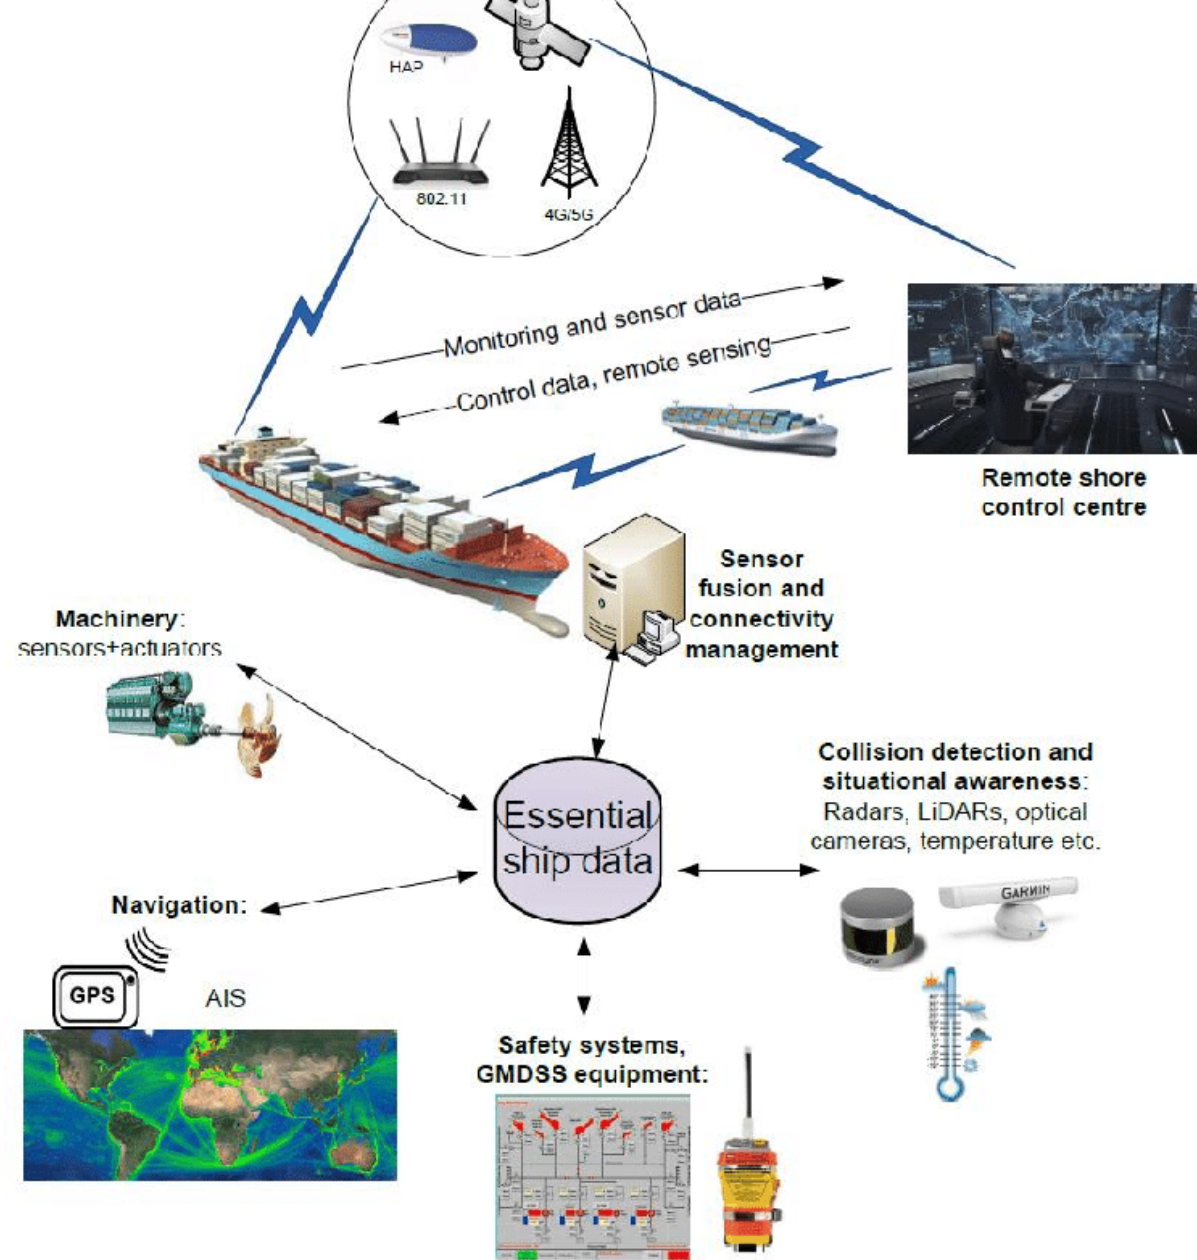 HAP
802.11
4G/5G
Monitoring and sensor data
Control data, remote sensing
Remote shore
control centre
Sensor
fusion and
connectivity
management
Machinery:
sensors+actuators
Collision detection and
situational awareness:
Radars, LiDARs, optical
cameras, temperature etc.
Essential
ship data
Navigation:
GPS
AIS
GARMIN
Safety systems,
GMDSS equipment: